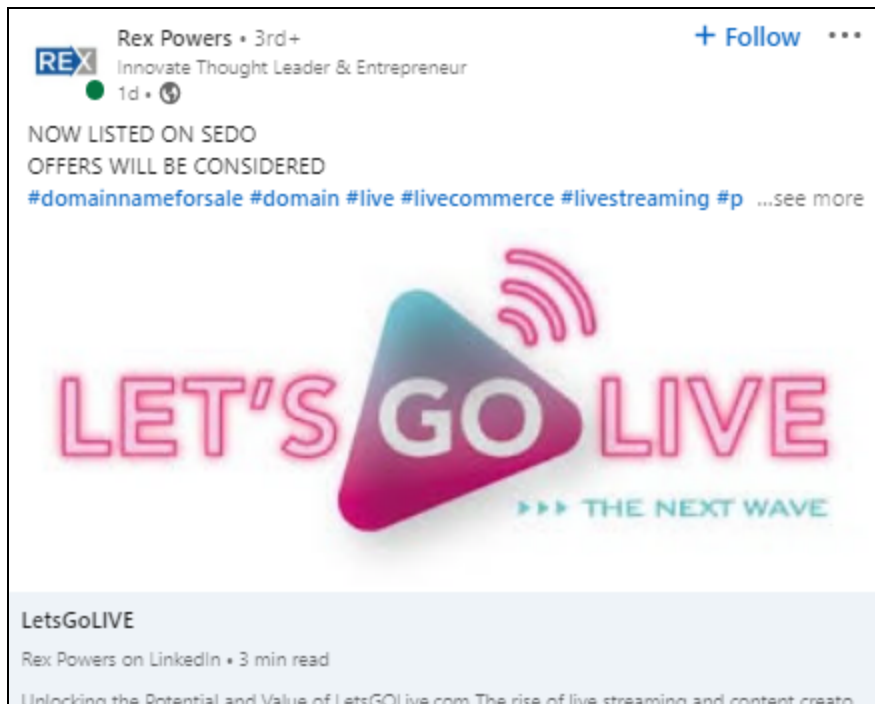 REX
Rex Powers • 3rd+
+ Follow
Innovate Thought Leader & Entrepreneur
1d •
NOW LISTED ON SEDO
OFFERS WILL BE CONSIDERED
#domainnameforsale #domain #live #livecommerce #livestreaming #p ...see more
LET'S GO LIVE
THE NEXT WAVE
LetsGoLIVE
Rex Powers on LinkedIn • 3 min read
Unlocking the Potential and Value of LetsGOLive.com The rise of live streaming and content creato